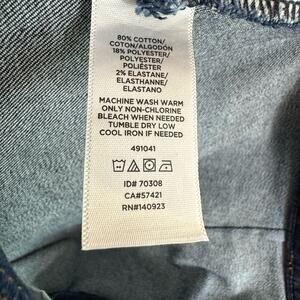 80% COTTON/
COTON/ALGODÓN
18% POLYESTER/
POLYESTER/
POLIÉSTER
2% ELASTANE/
ELASTHANNE/
ELASTANO
MACHINE WASH WARM
ONLY NON-CHLORINE
BLEACH WHEN NEEDED
TUMBLE DRY LOW
COOL IRON IF NEEDED
491041
ID# 70308
CA#57421
RN#140923